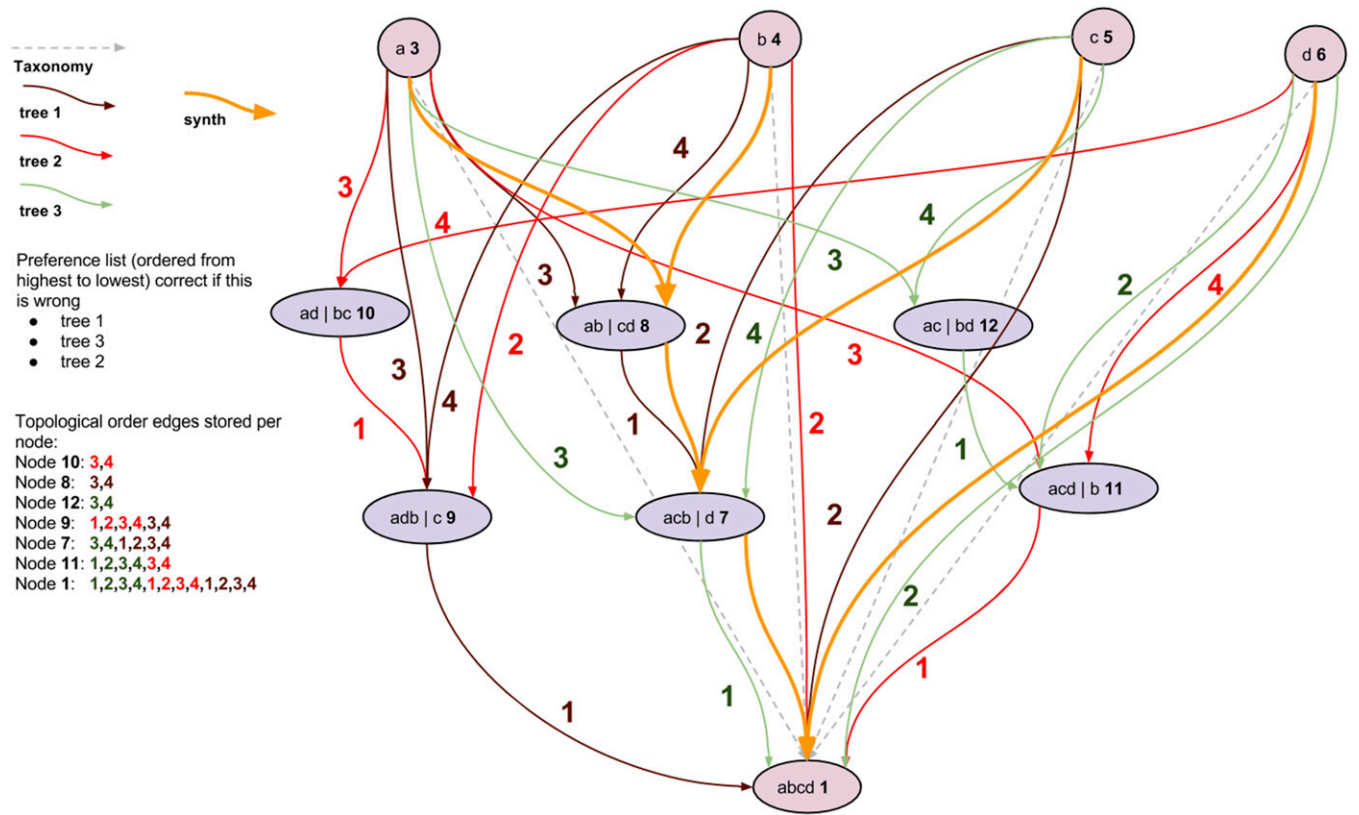 a 3
b 4
c 5
d 6
Taxonomy
tree 1
synth
tree 2
tree 3
Preference list (ordered from
highest to lowest) correct if this
is wrong
● tree 1
● tree 3
● tree 2
Topological order edges stored per
node:
Node 10: 3,4
Node 8: 3,4
Node 12: 3,4
Node 9: 1,2,3,4,3,4
Node 7: 3,4,1,2,3,4
Node 11: 1,2,3,4,3,4
Node 1: 1,2,3,4,1,2,3,4,1,2,3,4
4
3
4
4
3
3
2
4
ad | bc 10
ab | cd 8
ac | bd 12
2
2
4
3
3
4
1
1
2
1
3
adb | c 9
acb | d 7
acd | b 11
2
2
1
1
1
abcd 1